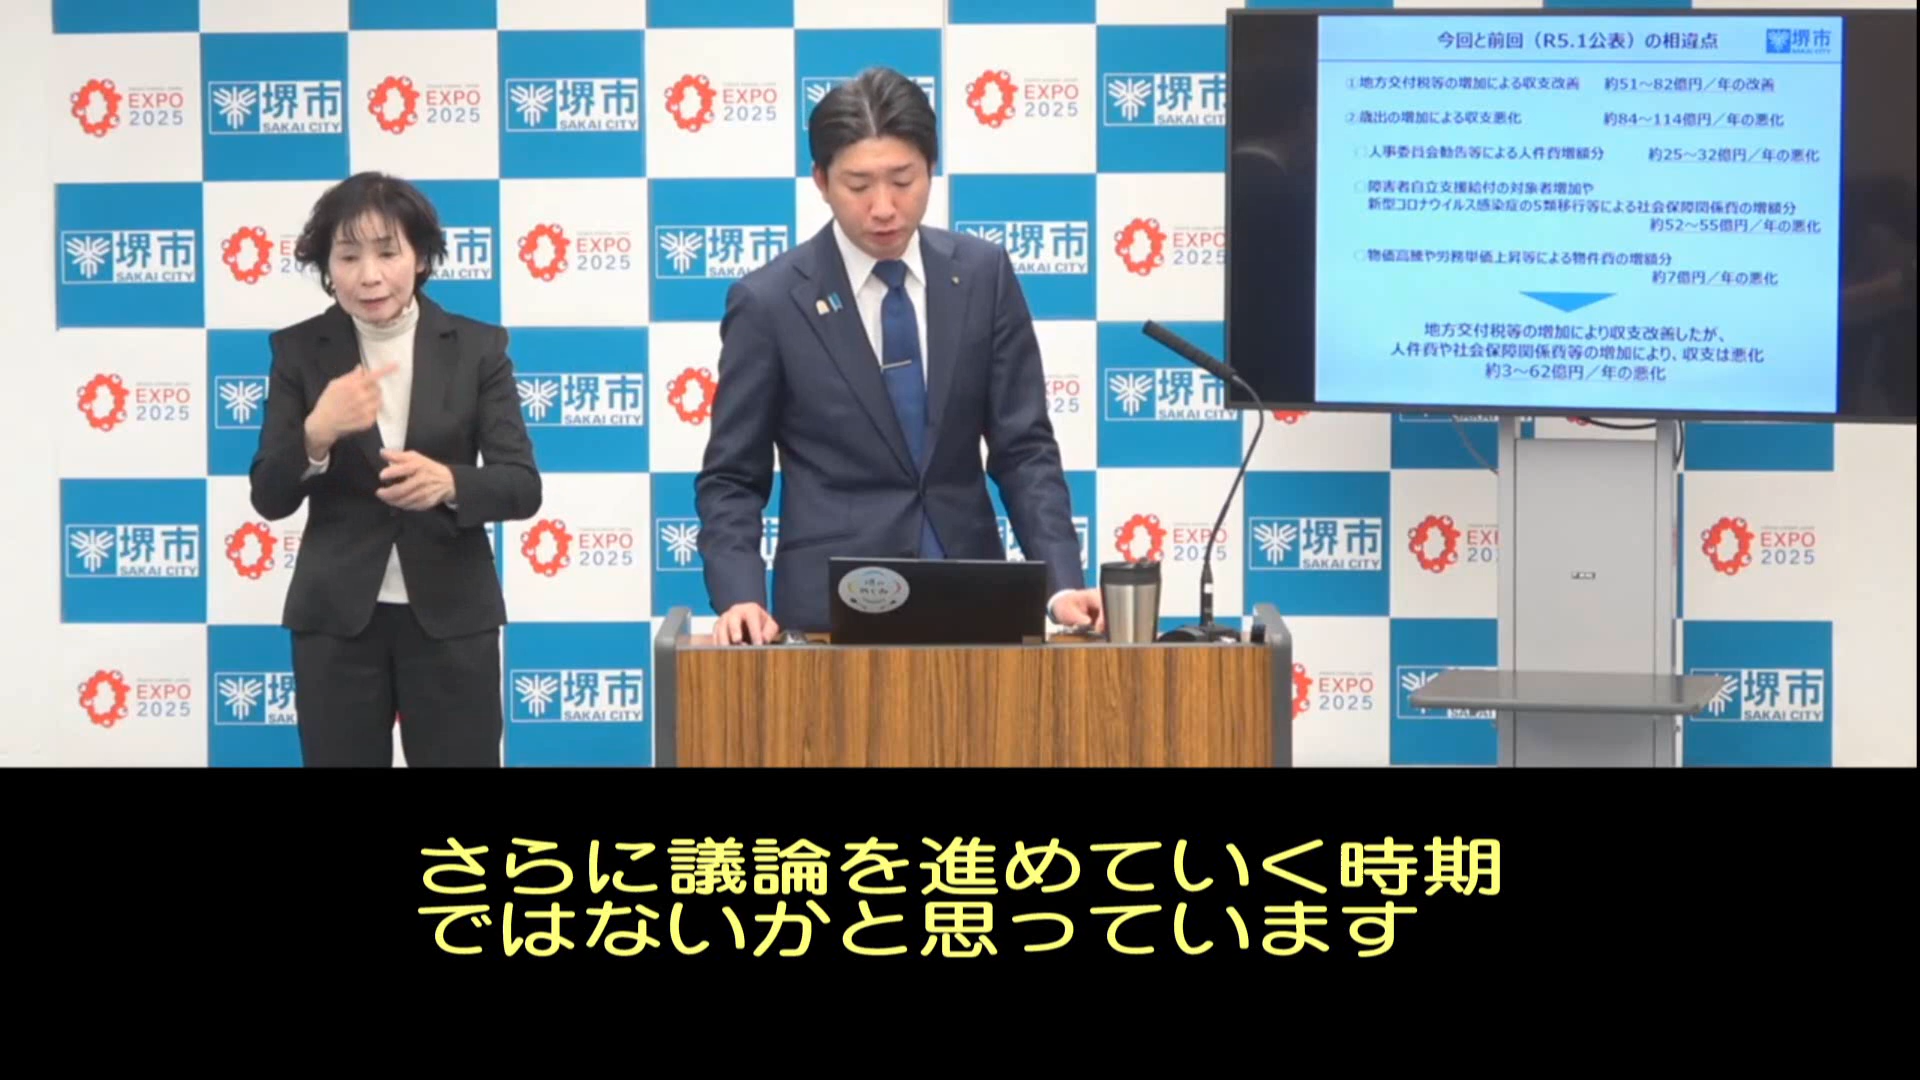 今回と前回（R5.1公表）の相違点
堺市
SAKAI CITY
①地方交付税等の増加による収支改善 約51～82億円／年の改善
②歳出の増加による収支悪化 約84～114億円／年の悪化
○人事委員会勧告等による人件費増額分 約25～32億円／年の悪化
○障害者自立支援給付の対象者増加や
新型コロナウイルス感染症の5類移行等による社会保障関係費の増額分
約52～55億円／年の悪化
○物価高騰や労務単価上昇等による物件費の増額分
約7億円／年の悪化
地方交付税等の増加により収支改善したが、
人件費や社会保障関係費等の増加により、収支は悪化
約3～62億円／年の悪化
EXPO
2025
堺市
SAKAI CITY
さらに議論を進めていく時期
ではないかと思っています